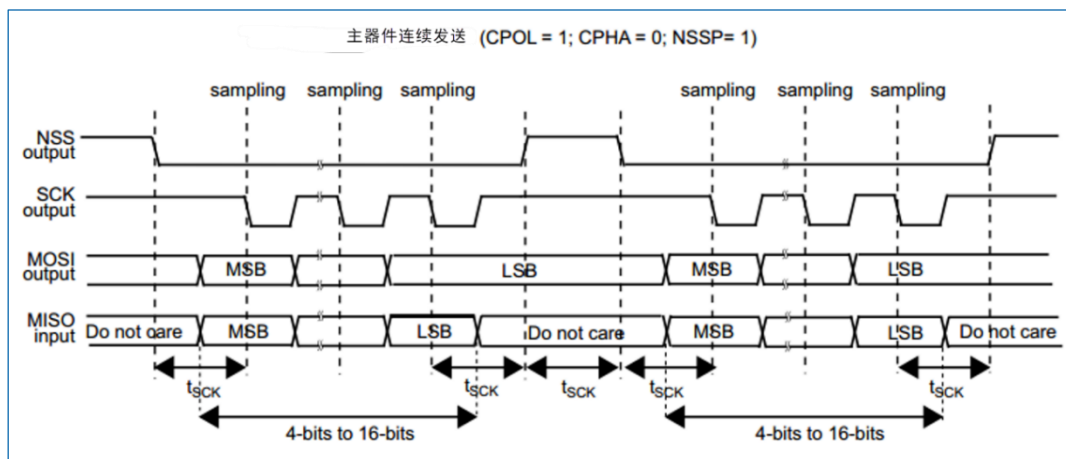 主器件连续发送 (CPOL = 1; CPHA = 0; NSSP= 1)
sampling sampling sampling sampling sampling sampling
NSS
output
SCK
output
MOSI
output
MSB LSB MSB LSB
MISO
input
Do not care MSB LSB Do not care MSB LSB Do not care
tSCK tSCK tSCK tSCK tSCK
4-bits to 16-bits 4-bits to 16-bits